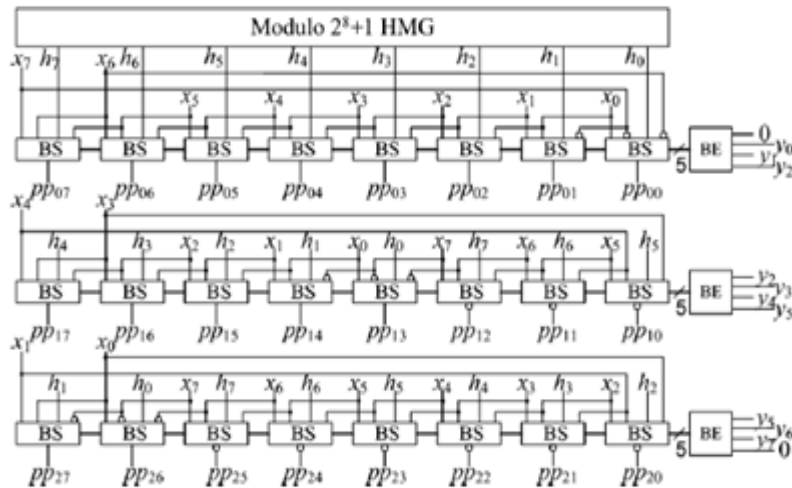 Modulo 2⁸+1 HMG
x₇ h₇ x₆ h₆ h₅ h₄ h₃ h₂ h₁ h₀
x₅ x₄ x₃ x₂ x₁ x₀
BS BS BS BS BS BS BS BS 5 BE 0 y₀ y₁ y₂
pp₀₇ pp₀₆ pp₀₅ pp₀₄ pp₀₃ pp₀₂ pp₀₁ pp₀₀
x₄ x₃
h₄ h₃ x₂ h₂ x₁ h₁ x₀ h₀ x₇ h₇ x₆ h₆ x₅ h₅
BS BS BS BS BS BS BS BS 5 BE y₂ y₃ y₄ y₅
pp₁₇ pp₁₆ pp₁₅ pp₁₄ pp₁₃ pp₁₂ pp₁₁ pp₁₀
x₁ x₀
h₁ h₀ x₇ h₇ x₆ h₆ x₅ h₅ x₄ h₄ x₃ h₃ x₂ h₂
BS BS BS BS BS BS BS BS 5 BE y₅ y₆ y₇ 0
pp₂₇ pp₂₆ pp₂₅ pp₂₄ pp₂₃ pp₂₂ pp₂₁ pp₂₀